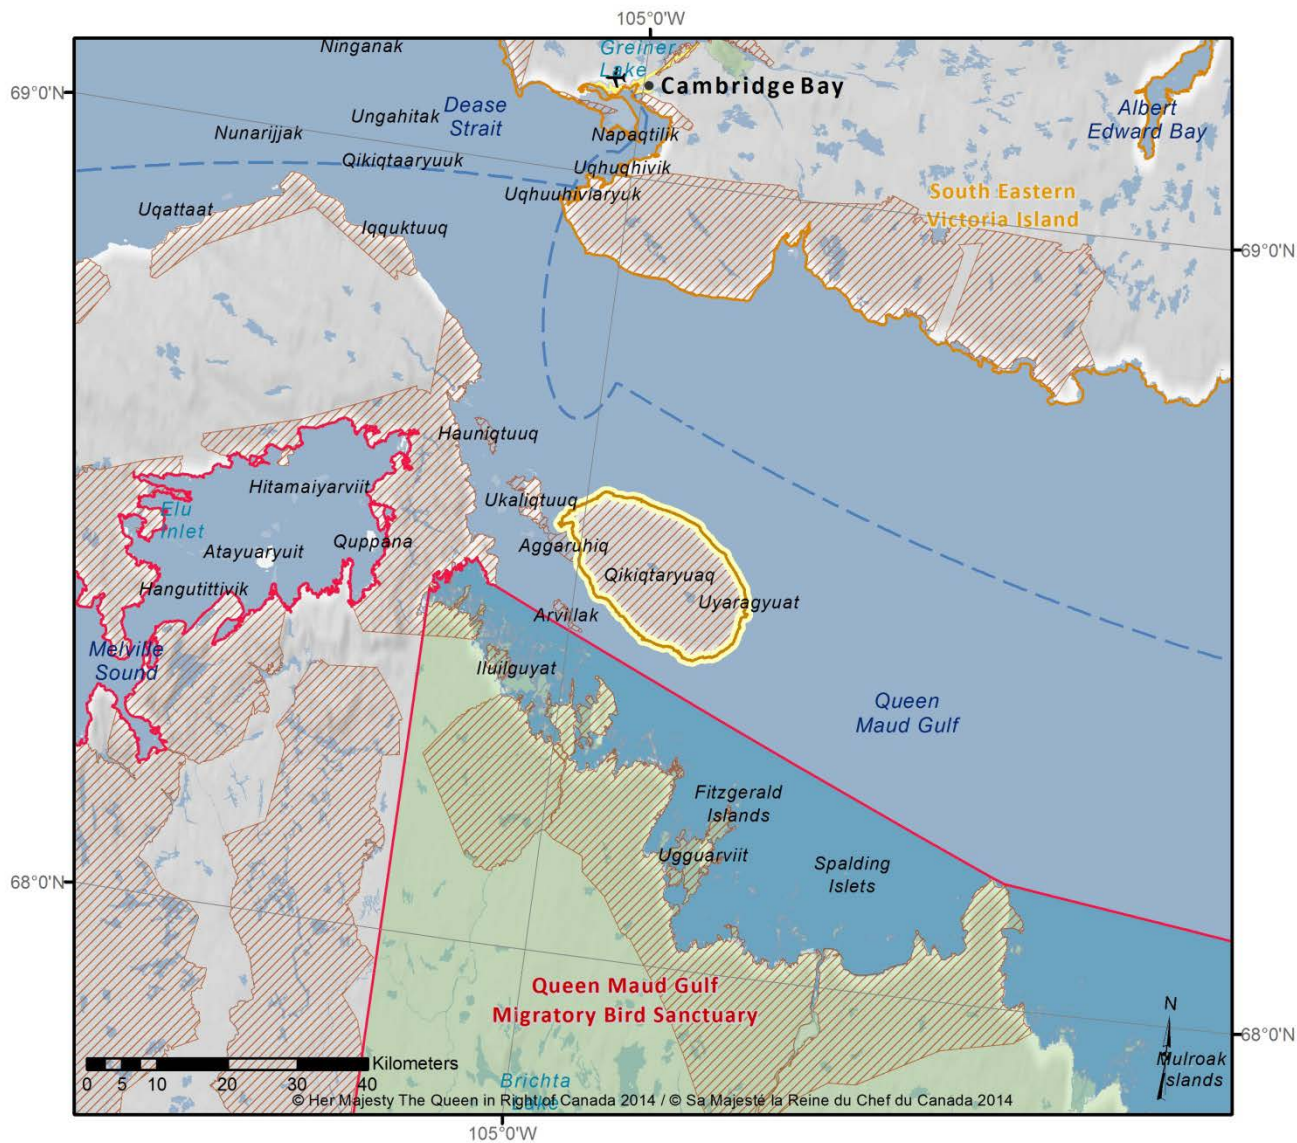 105°0'W
Ninganak
Greiner
Lake
Cambridge Bay
69°0'N
Dease
Strait
Albert
Edward Bay
Ungahitak
Nunarijjak
Napaqtilik
Qikiqtaaryuuk
Uqhuqhivik
Uqhuuhiviaryuk
South Eastern
Victoria Island
Uqattaat
Iqquktuuq
69°0'N
Hauniqtuuq
Hitamaiyarviit
Ukaliqtuuq
Elu
Inlet
Quppana
Atayuaryuit
Aggaruhiq
Qikiqtaryuaq
Hangutittivik
Uyaragyuat
Arvillak
Melville
Sound
Iluilguyat
Queen
Maud Gulf
Fitzgerald
Islands
Ugguarviit
Spalding
Islets
68°0'N
Queen Maud Gulf
Migratory Bird Sanctuary
N
68°0'N
Kilometers
0 5 10 20 30 40
Mulroak
Islands
Brichta
Lake
© Her Majesty The Queen in Right of Canada 2014 / © Sa Majesté la Reine du Chef du Canada 2014
105°0'W